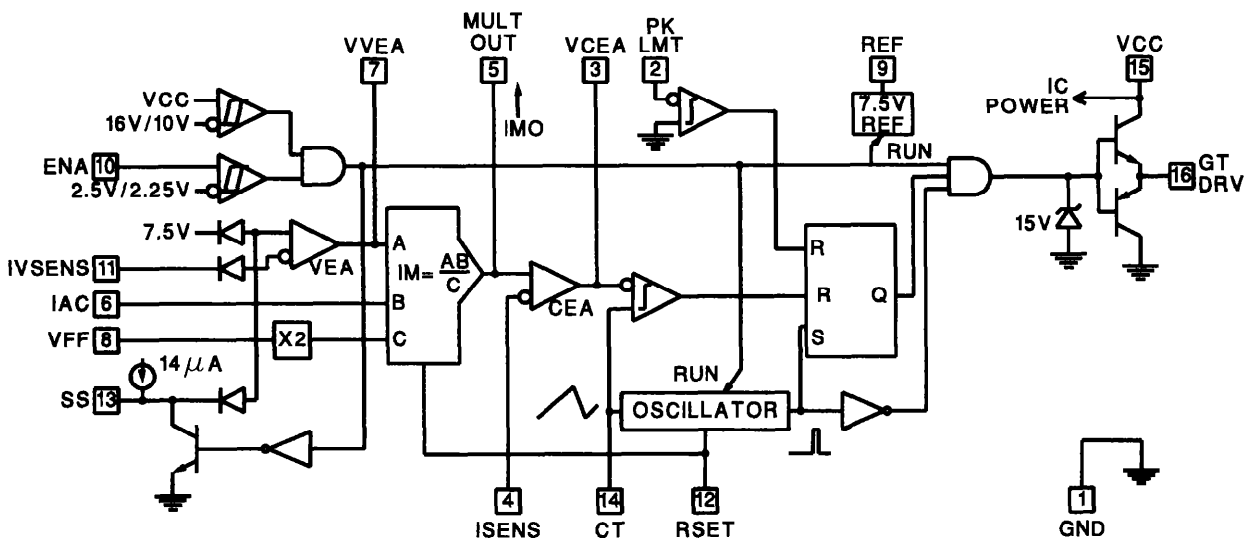 MULT
OUT
PK
LMT
VVEA
VCEA
REF
VCC
7
5
3
2
9
15
VCC
16V/10V
IMO
7.5V
REF
IC
POWER
ENA 10
2.5V/2.25V
RUN
16 GT
DRV
7.5V
A
15V
IVSENS 11
VEA
IM= AB
C
R
IAC 6
B
CEA
R
Q
VFF 8
X2
C
S
14 μA
SS 13
RUN
OSCILLATOR
4
14
12
1
ISENS
CT
RSET
GND